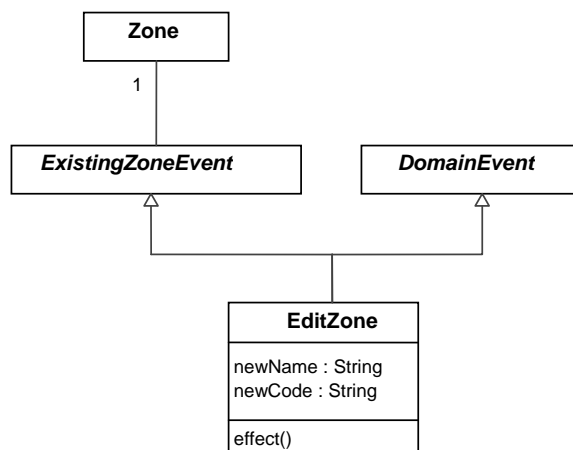 Zone
1
ExistingZoneEvent
DomainEvent
EditZone
newName : String
newCode : String
effect()